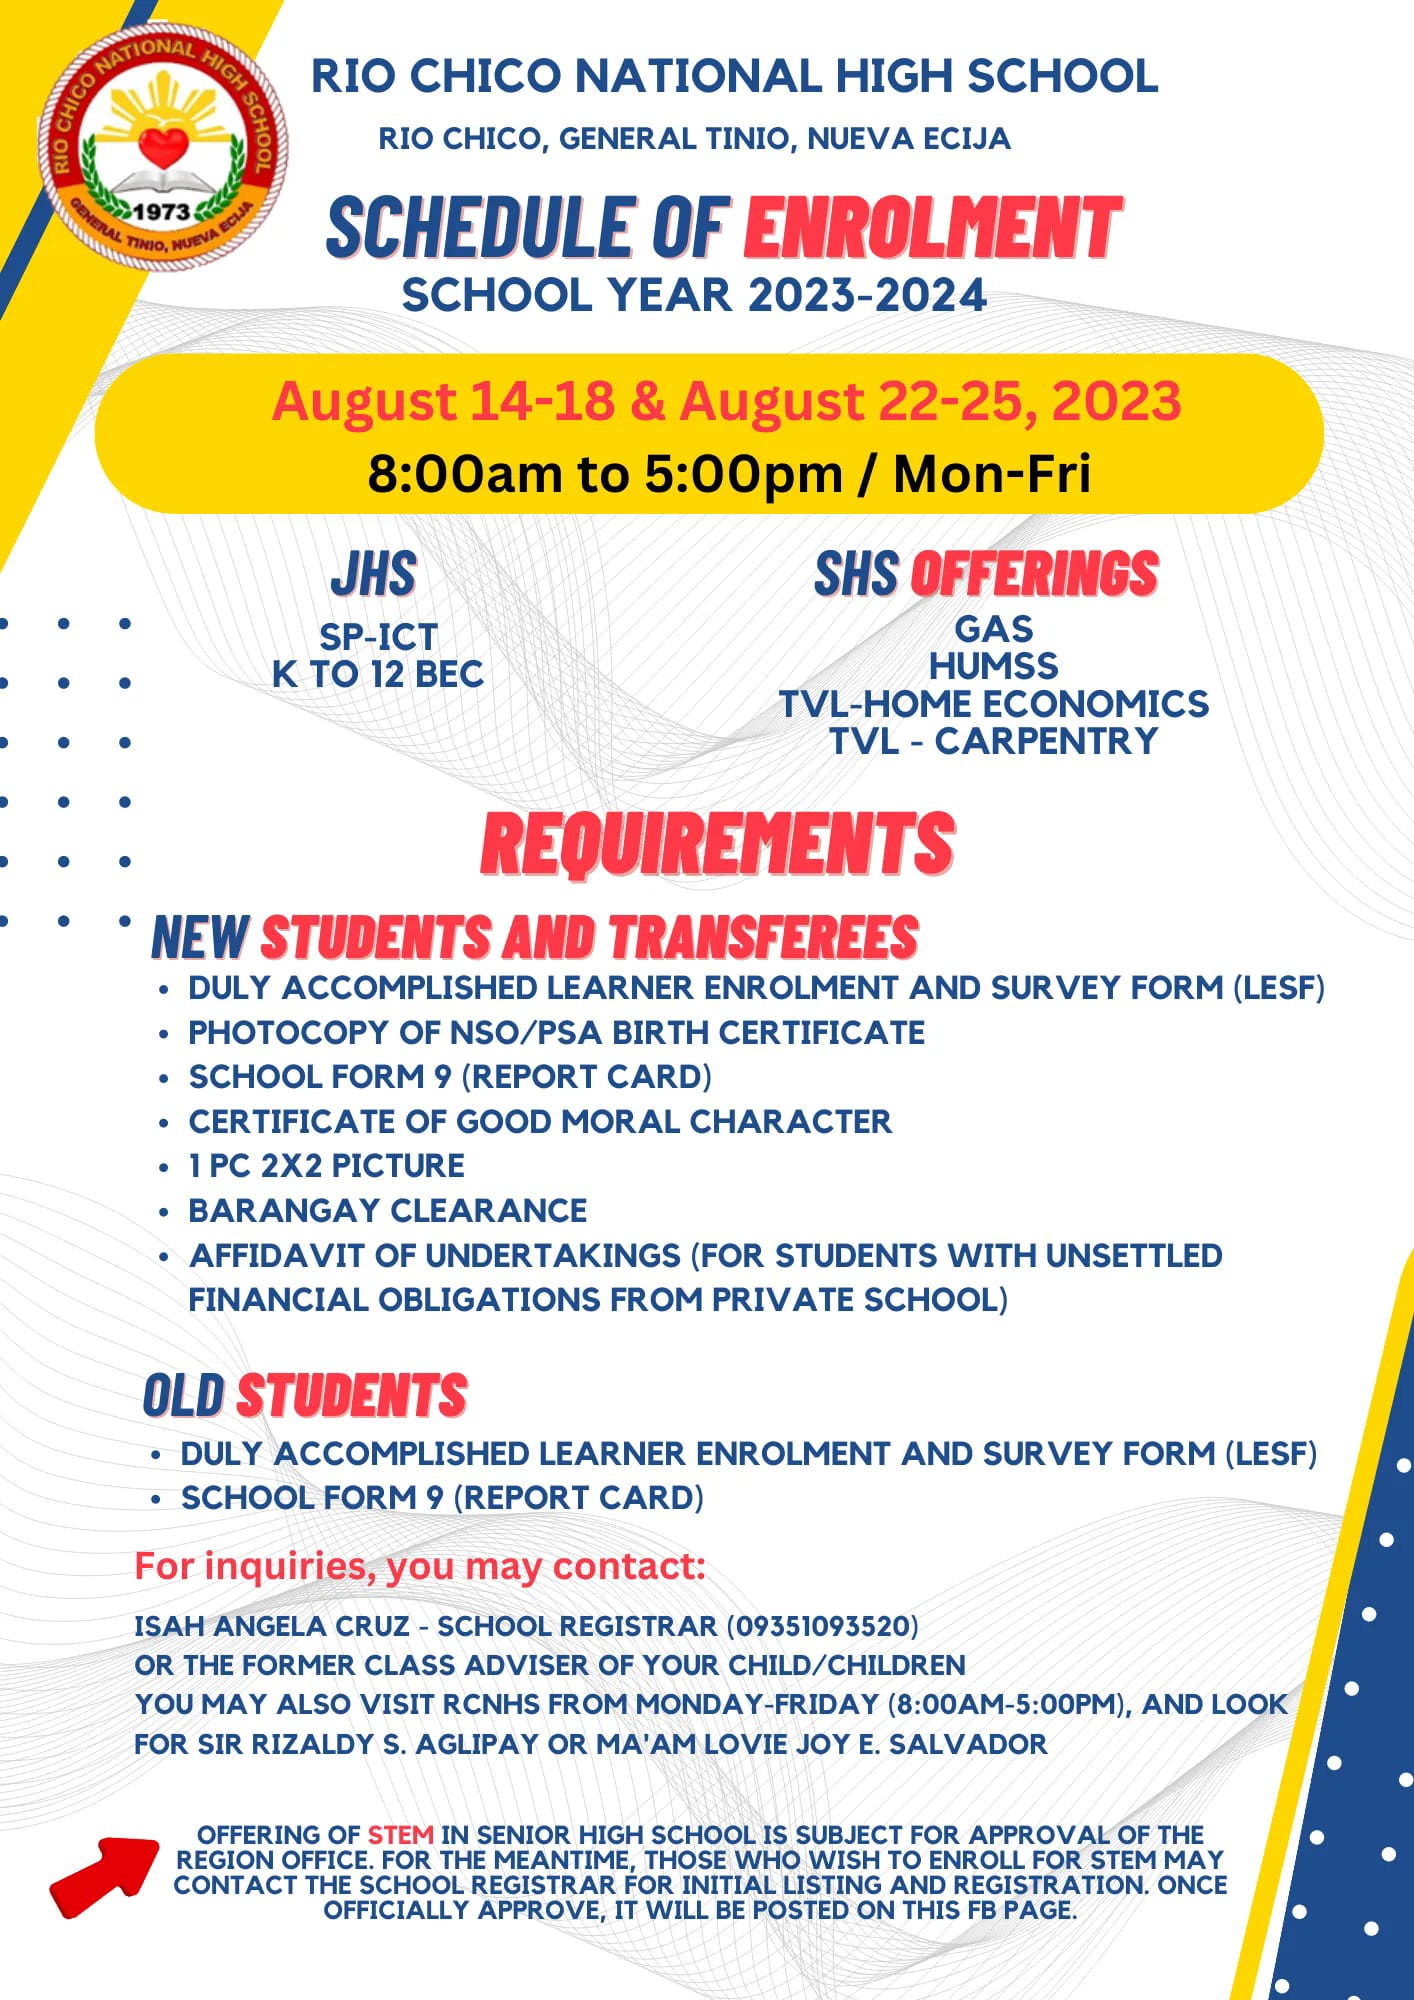 RIO CHICO NATIONAL HIGH SCHOOL
GENERAL TINIO, NUEVA ECIJA
1973
RIO CHICO NATIONAL HIGH SCHOOL
RIO CHICO, GENERAL TINIO, NUEVA ECIJA
SCHEDULE OF ENROLMENT
SCHOOL YEAR 2023-2024
August 14-18 & August 22-25, 2023
8:00am to 5:00pm / Mon-Fri
JHS
SP-ICT
K TO 12 BEC
SHS OFFERINGS
GAS
HUMSS
TVL-HOME ECONOMICS
TVL - CARPENTRY
REQUIREMENTS
NEW STUDENTS AND TRANSFEREES
• DULY ACCOMPLISHED LEARNER ENROLMENT AND SURVEY FORM (LESF)
• PHOTOCOPY OF NSO/PSA BIRTH CERTIFICATE
• SCHOOL FORM 9 (REPORT CARD)
• CERTIFICATE OF GOOD MORAL CHARACTER
• 1 PC 2X2 PICTURE
• BARANGAY CLEARANCE
• AFFIDAVIT OF UNDERTAKINGS (FOR STUDENTS WITH UNSETTLED
FINANCIAL OBLIGATIONS FROM PRIVATE SCHOOL)
OLD STUDENTS
• DULY ACCOMPLISHED LEARNER ENROLMENT AND SURVEY FORM (LESF)
• SCHOOL FORM 9 (REPORT CARD)
For inquiries, you may contact:
ISAH ANGELA CRUZ - SCHOOL REGISTRAR (09351093520)
OR THE FORMER CLASS ADVISER OF YOUR CHILD/CHILDREN
YOU MAY ALSO VISIT RCNHS FROM MONDAY-FRIDAY (8:00AM-5:00PM), AND LOOK
FOR SIR RIZALDY S. AGLIPAY OR MA'AM LOVIE JOY E. SALVADOR
OFFERING OF STEM IN SENIOR HIGH SCHOOL IS SUBJECT FOR APPROVAL OF THE
REGION OFFICE. FOR THE MEANTIME, THOSE WHO WISH TO ENROLL FOR STEM MAY
CONTACT THE SCHOOL REGISTRAR FOR INITIAL LISTING AND REGISTRATION. ONCE
OFFICIALLY APPROVE, IT WILL BE POSTED ON THIS FB PAGE.